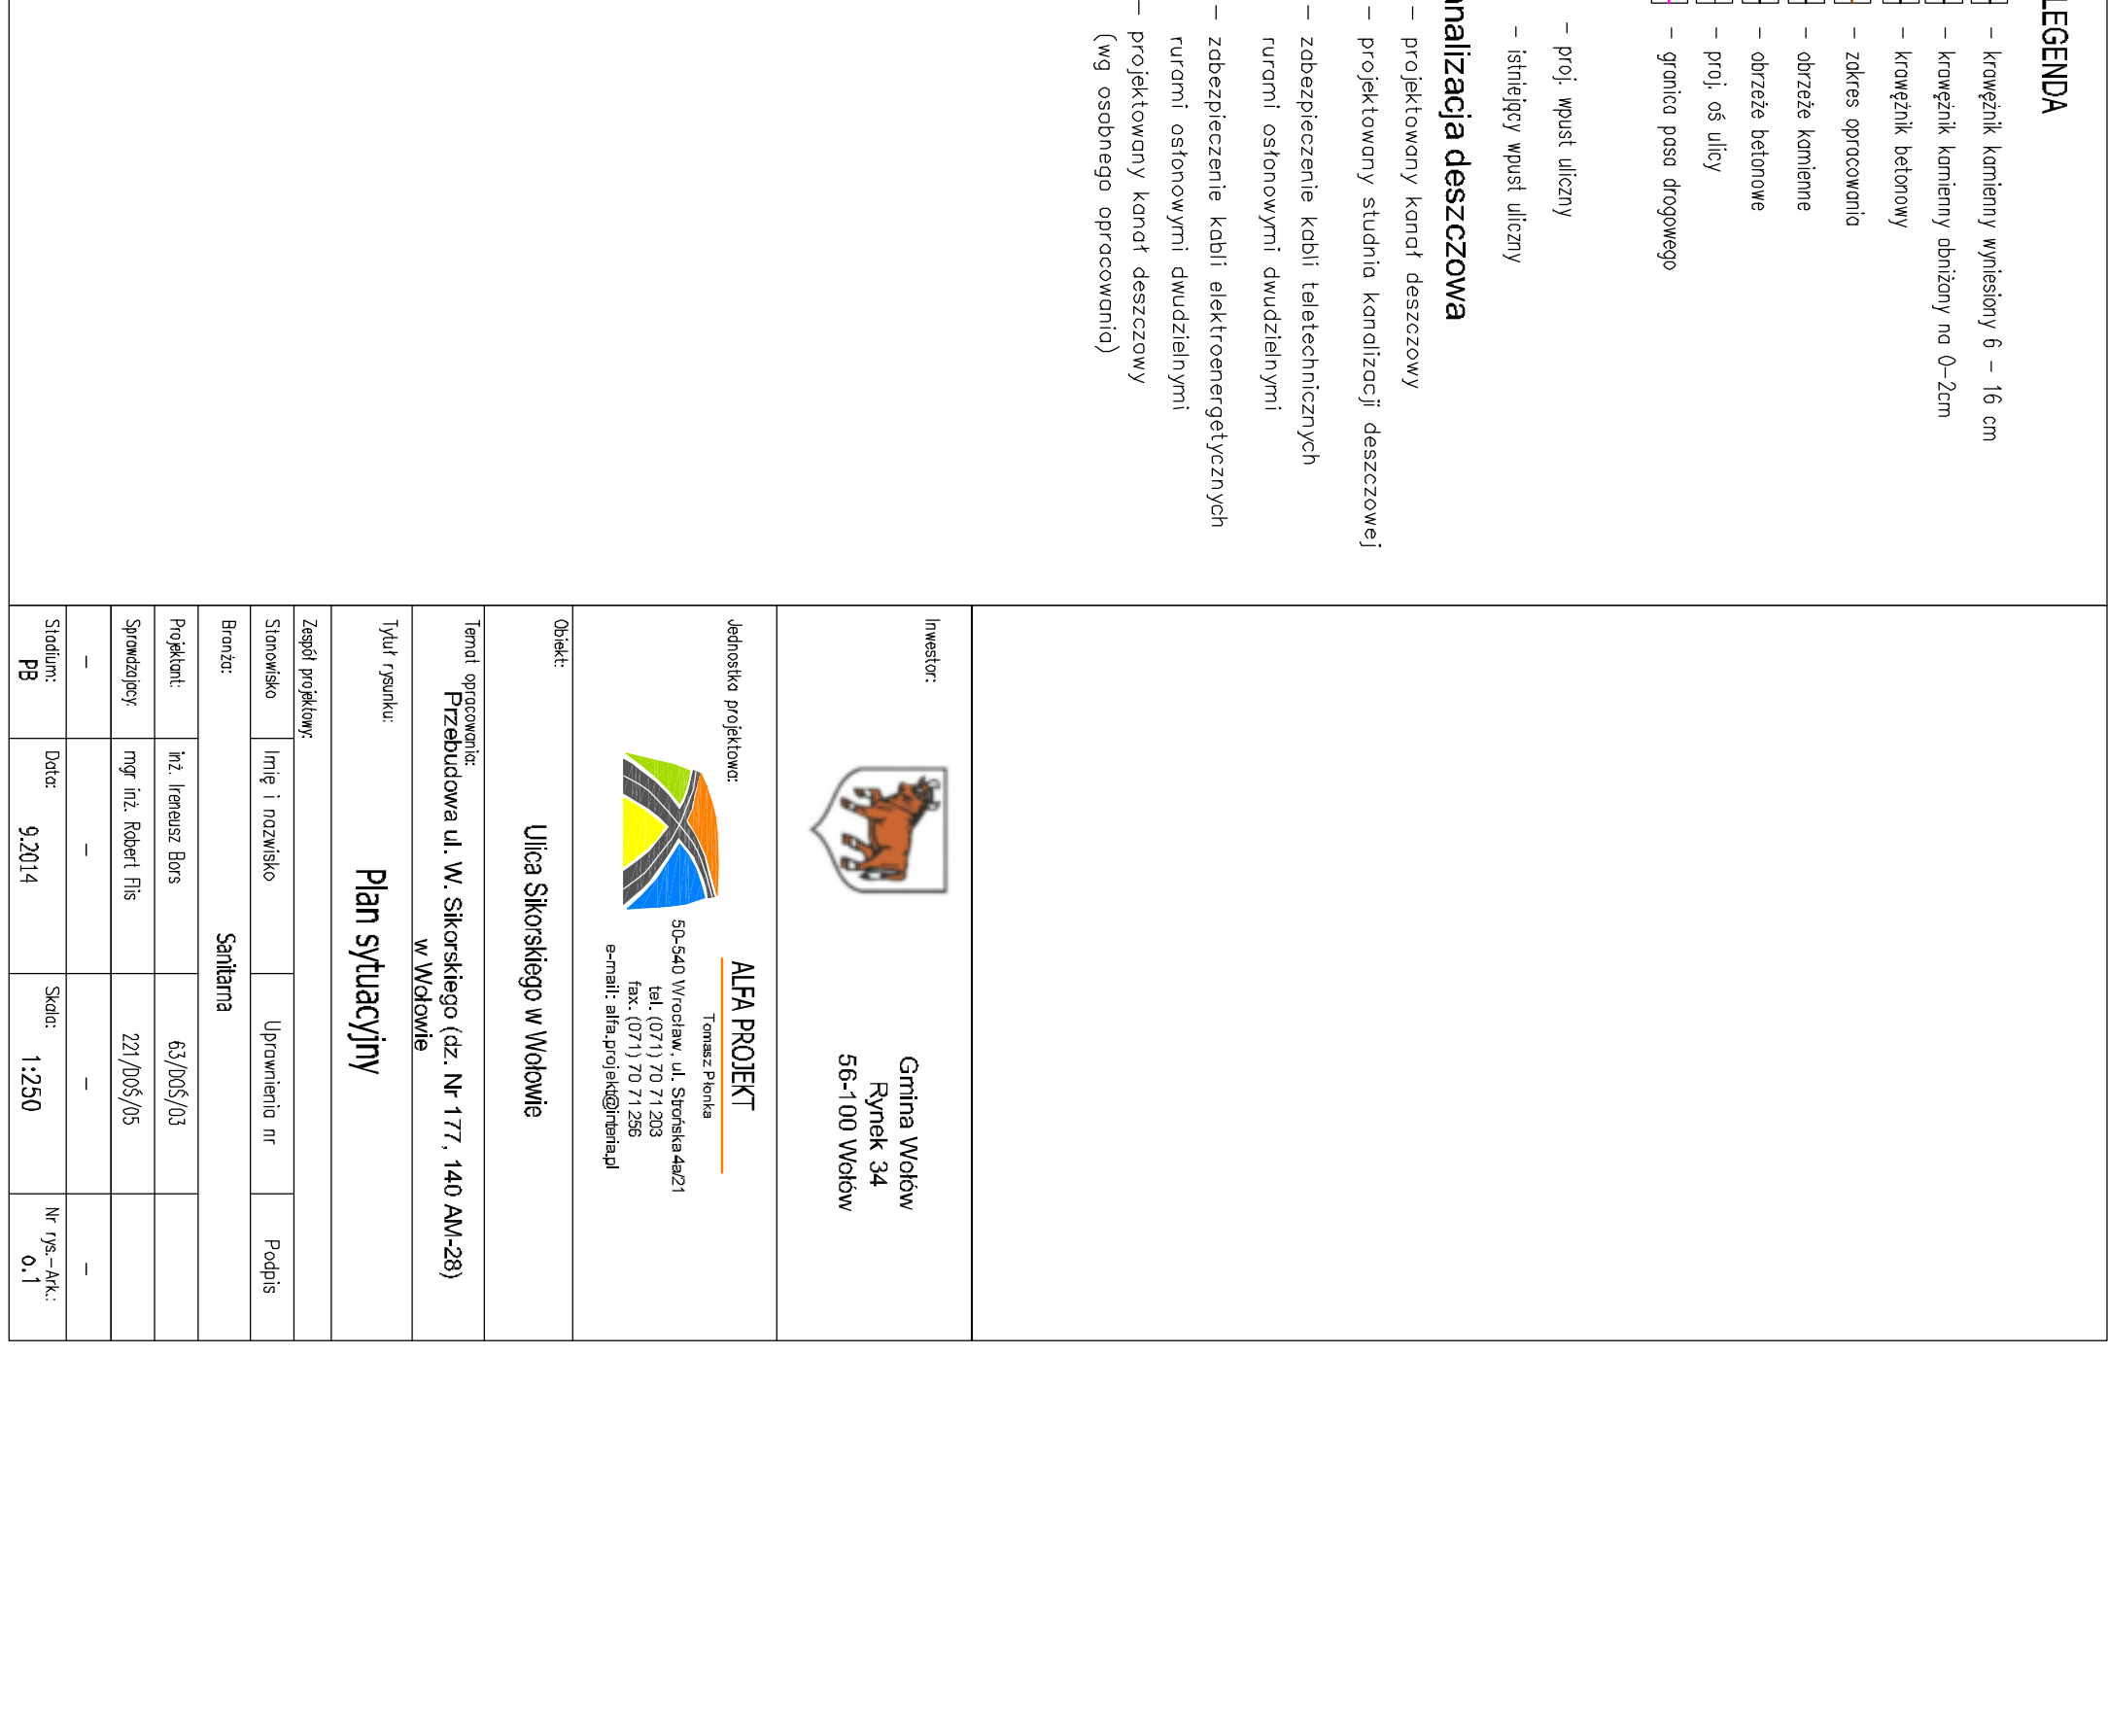 LEGENDA
– krawężnik kamienny wyniesiony 6 – 16 cm
– krawężnik kamienny obniżany na 0–2cm
– krawężnik betonowy
– zakres opracowania
– obrzeże kamienne
– obrzeże betonowe
– proj. oś ulicy
– granica pasa drogowego
– proj. wpust uliczny
– istniejący wpust uliczny
analizacja deszczowa
– projektowany kanał deszczowy
– projektowany studnia kanalizacji deszczowej
– zabezpieczenie kabli teletechnicznych
rurami osłonowymi dwudzielnymi
– zabezpieczenie kabli elektroenergetycznych
rurami osłonowymi dwudzielnymi
– projektowany kanał deszczowy
(wg osobnego opracowania)
Inwestor:
Gmina Wołów
Rynek 34
56-100 Wołów
Jednostka projektowa:
ALFA PROJEKT
Tomasz Płonka
50-540 Wrocław, ul. Strońska 4a/21
tel. (071) 70 71 203
fax. (071) 70 71 256
e-mail: alfa.projekt@interia.pl
Obiekt:
Ulica Sikorskiego w Wołowie
Temat opracowania:
Przebudowa ul. W. Sikorskiego (dz. Nr 177, 140 AM-28)
w Wołowie
Tytuł rysunku:
Plan sytuacyjny
Zespół projektowy:
Stanowisko Imię i nazwisko Uprawnienia nr Podpis
Branża: Sanitarna
Projektant: inż. Ireneusz Bors 63/DOŚ/03
Sprawdzajacy: mgr inż. Robert Flis 221/DOŚ/05
– – – –
Stadium: Data: Skala: Nr rys.–Ark.:
PB 9.2014 1:250 o.1